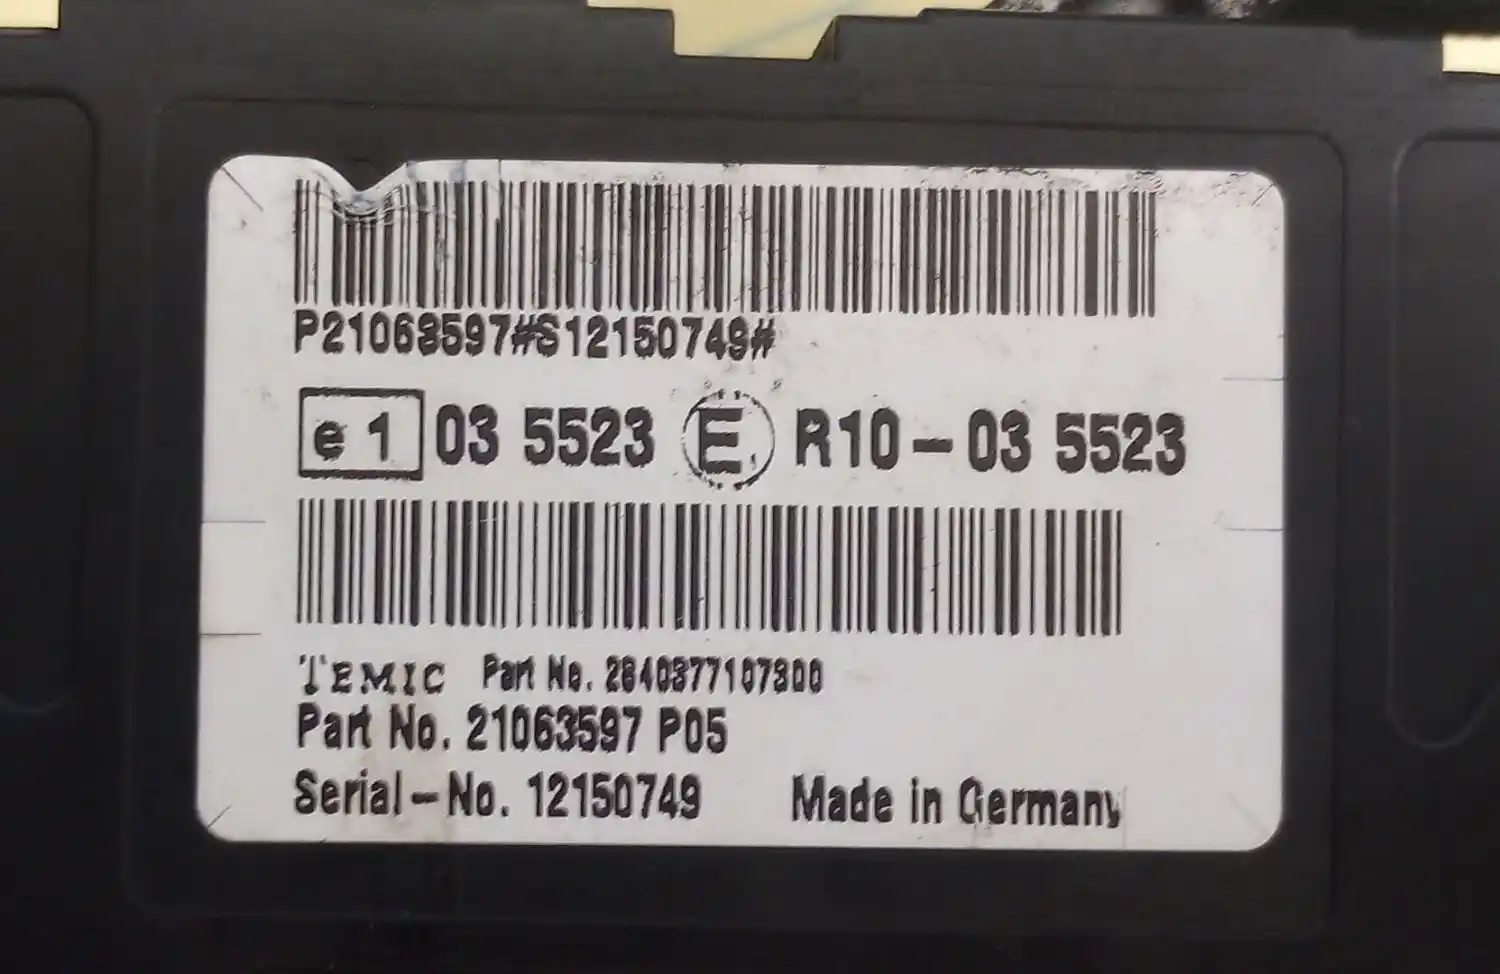 P21063597#S12150749#
e 1 03 5523 E1 R10 – 03 5523
TEMIC Part No. 2840377107300
Part No. 21063597 P05
Serial – No. 12150749 Made in Germany